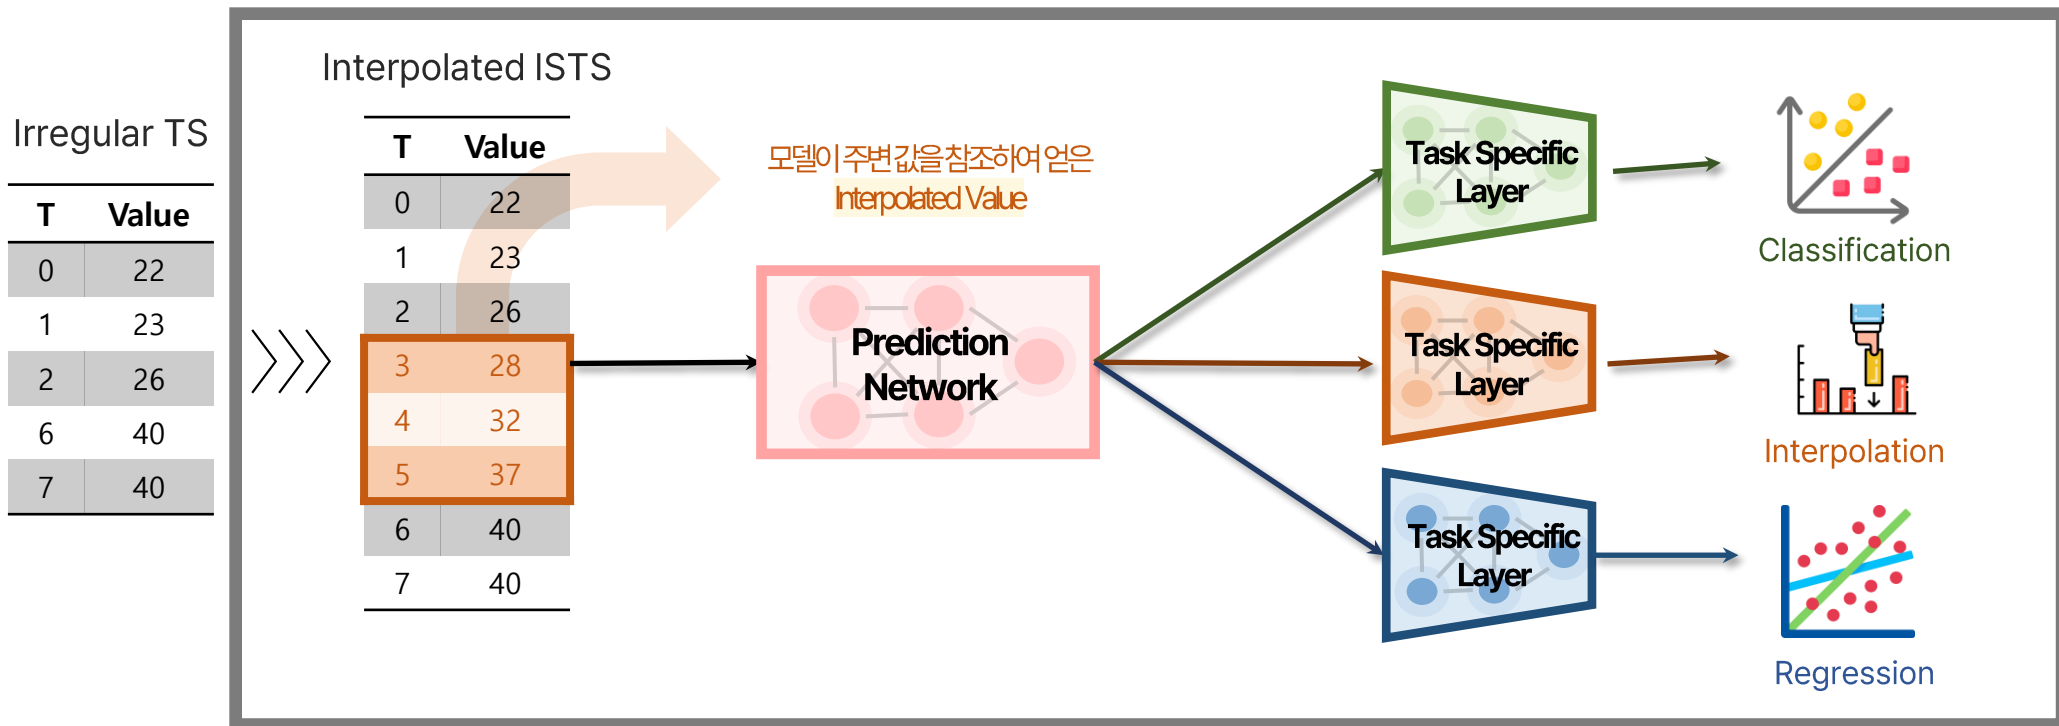 Irregular TS
T Value
0 22
1 23
2 26
6 40
7 40
Interpolated ISTS
T Value
0 22
1 23
2 26
3 28
4 32
5 37
6 40
7 40
모델이 주변 값을 참조하여 얻은
Interpolated Value
Prediction
Network
Task Specific
Layer
Classification
Task Specific
Layer
Interpolation
Task Specific
Layer
Regression